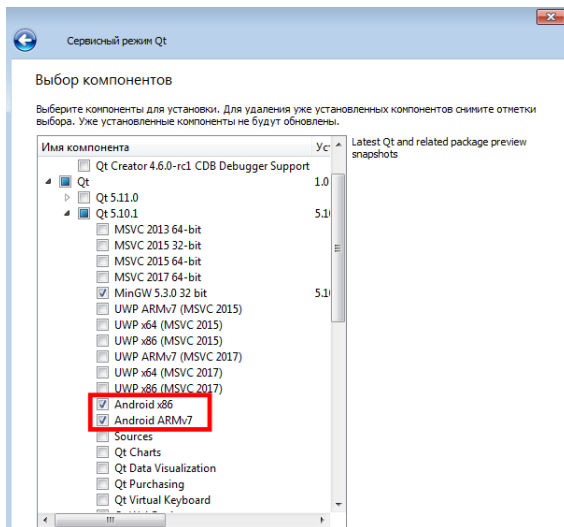 Сервисный режим Qt
Выбор компонентов
Выберите компоненты для установки. Для удаления уже установленных компонентов снимите отметки
выбора. Уже установленные компоненты не будут обновлены.
Имя компонента Ус
Latest Qt and related package preview
snapshots
Qt Creator 4.6.0-rc1 CDB Debugger Support
Qt 1.0
Qt 5.11.0
Qt 5.10.1 5.1
MSVC 2013 64-bit
MSVC 2015 32-bit
MSVC 2015 64-bit
MSVC 2017 64-bit
MinGW 5.3.0 32 bit 5.1
UWP ARMv7 (MSVC 2015)
UWP x64 (MSVC 2015)
UWP x86 (MSVC 2015)
UWP ARMv7 (MSVC 2017)
UWP x64 (MSVC 2017)
UWP x86 (MSVC 2017)
Android x86
Android ARMv7
Sources
Qt Charts
Qt Data Visualization
Qt Purchasing
Qt Virtual Keyboard